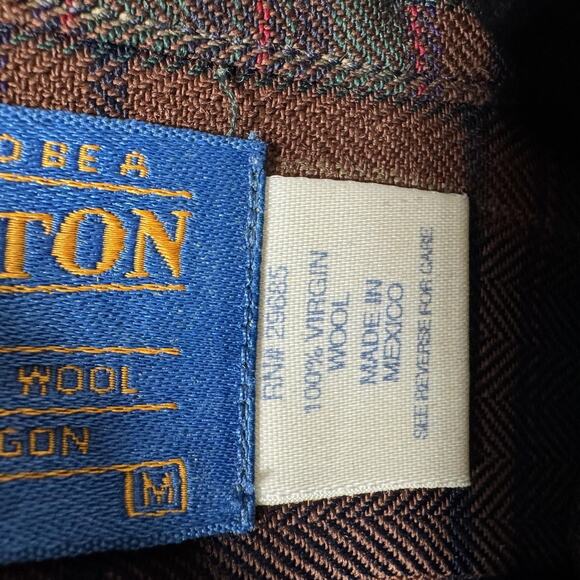 O BE A
TON
WOOL
GON
M
RN# 29685
100% VIRGIN
WOOL
MADE IN
MEXICO
SEE REVERSE FOR CARE